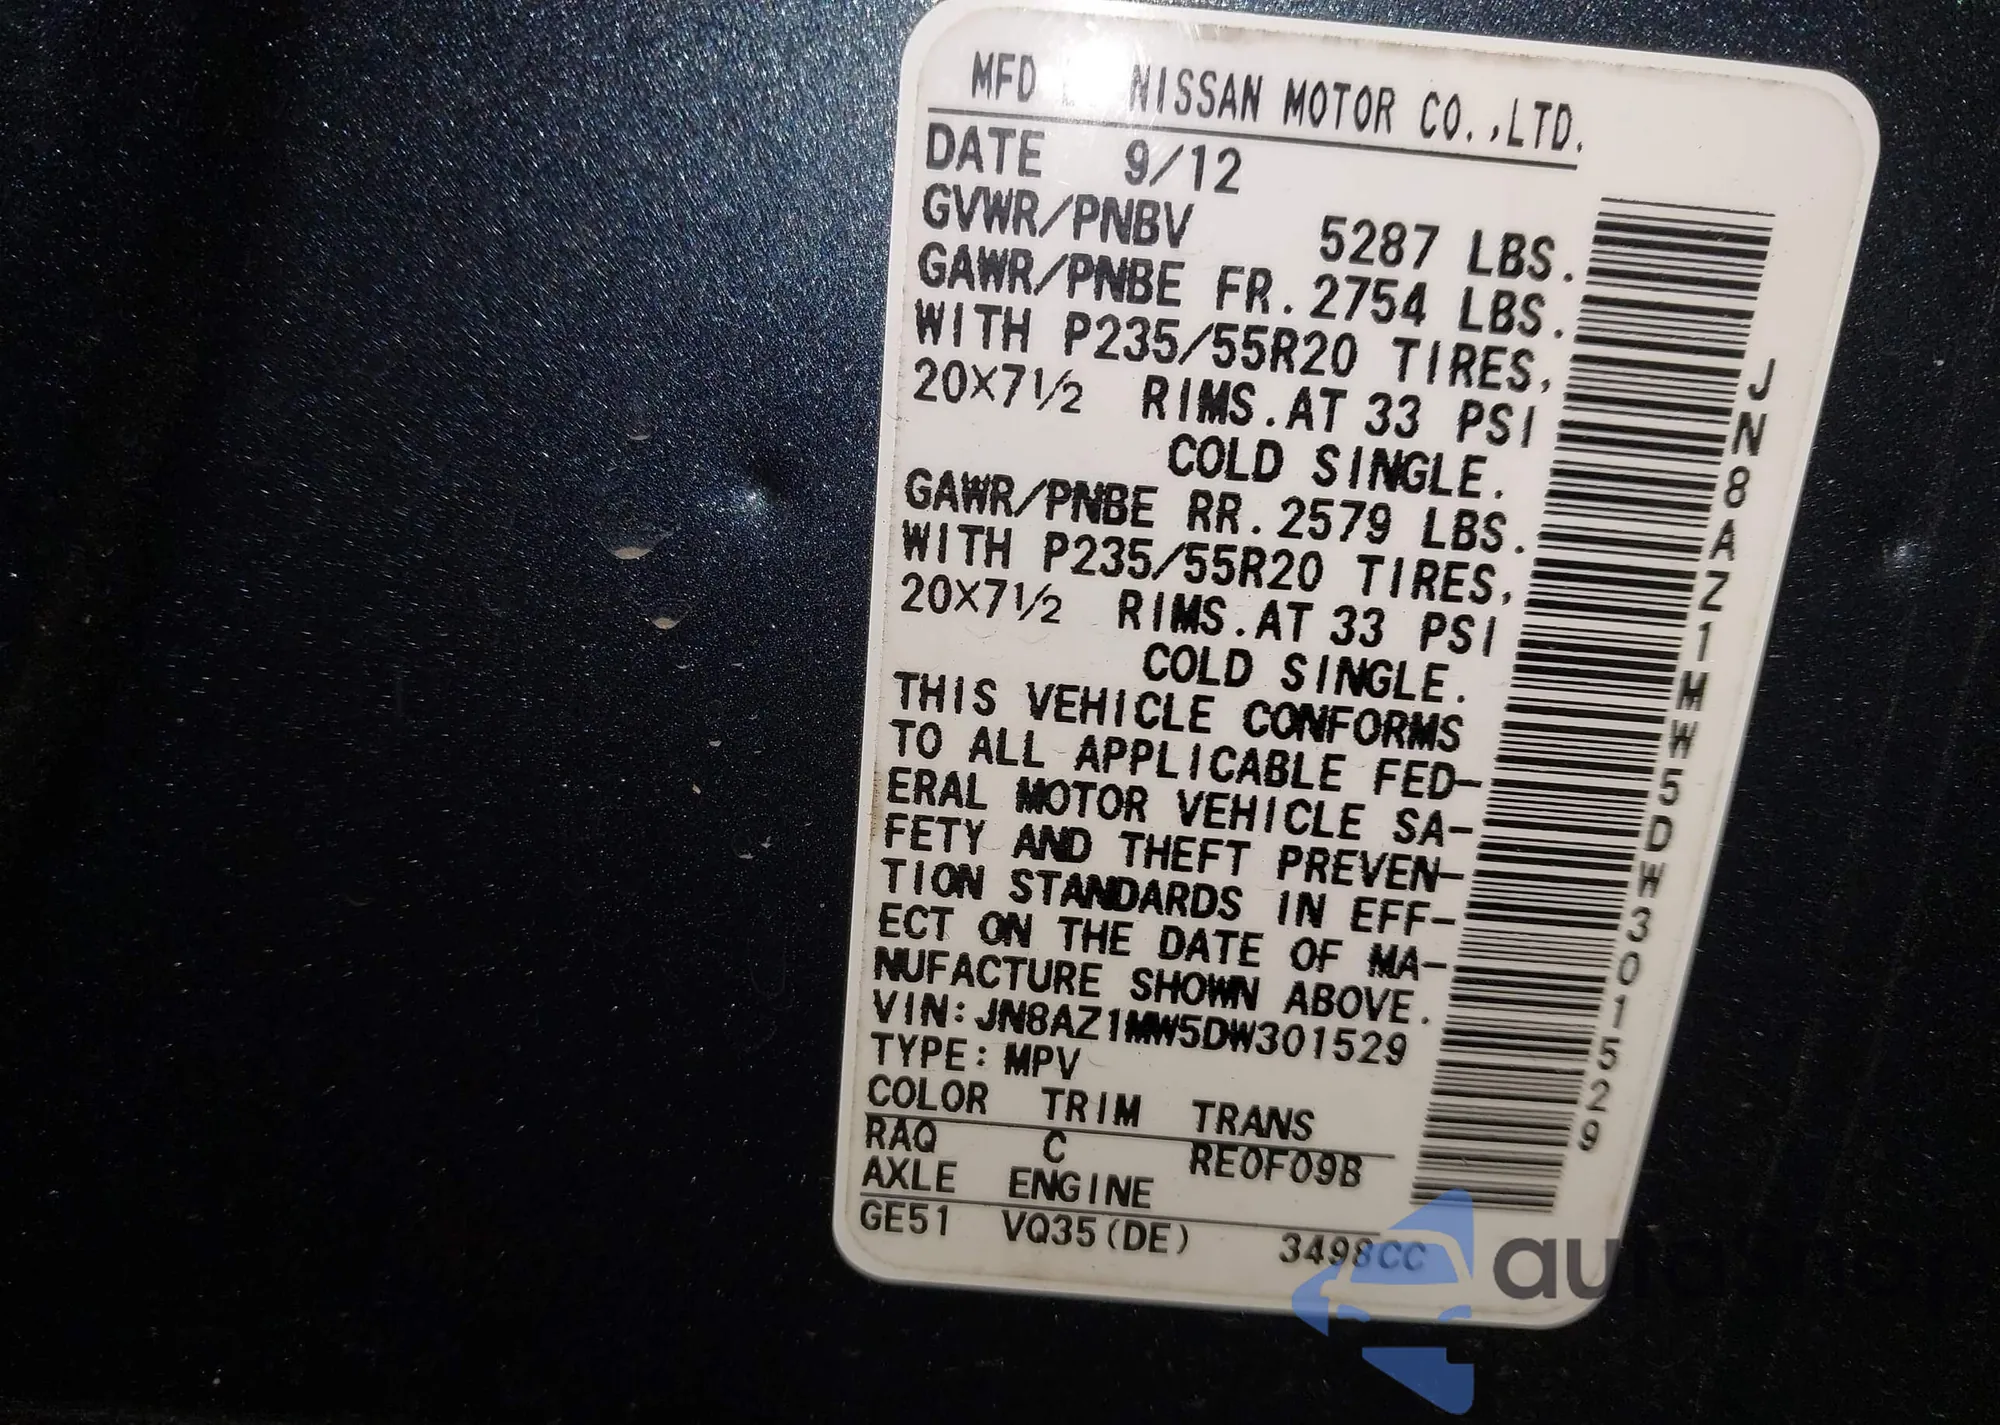 MFD NISSAN MOTOR CO.,LTD.
DATE 9/12
GVWR/PNBV 5287 LBS.
GAWR/PNBE FR.2754 LBS.
WITH P235/55R20 TIRES,
20X7½ RIMS.AT 33 PSI
COLD SINGLE.
GAWR/PNBE RR.2579 LBS.
WITH P235/55R20 TIRES,
20X7½ RIMS.AT 33 PSI
COLD SINGLE.
THIS VEHICLE CONFORMS
TO ALL APPLICABLE FED-
ERAL MOTOR VEHICLE SA-
FETY AND THEFT PREVEN-
TION STANDARDS IN EFF-
ECT ON THE DATE OF MA-
NUFACTURE SHOWN ABOVE.
VIN:JN8AZ1MW5DW301529
TYPE:MPV
COLOR TRIM TRANS
RAQ C RE0F09B
AXLE ENGINE
GE51 VQ35(DE) 3498CC
JN8AZ1MW5DW301529